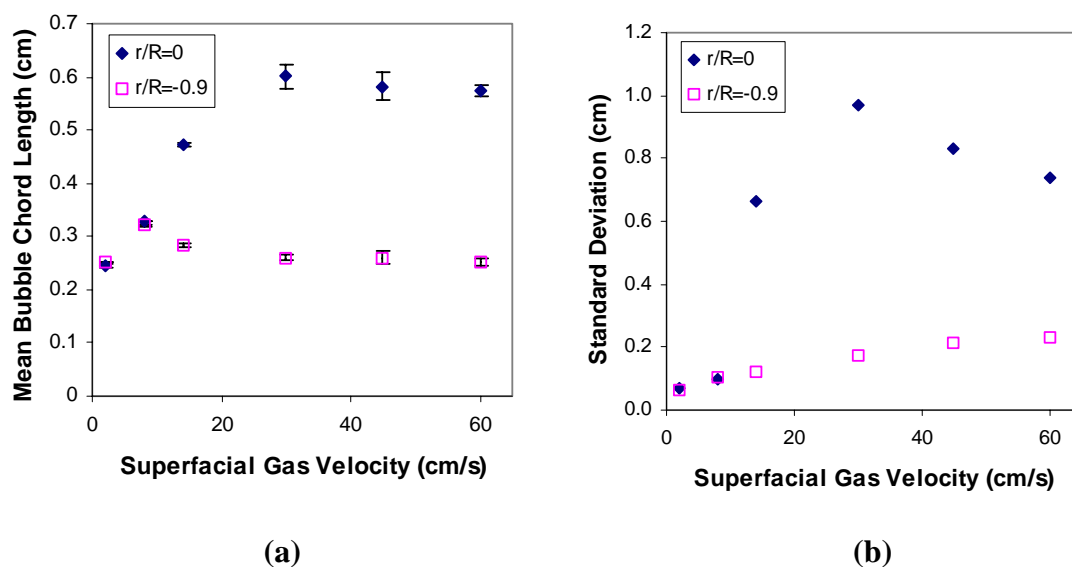 0.7
0.6
0.5
0.4
0.3
0.2
0.1
0
Mean Bubble Chord Length (cm)
r/R=0
r/R=-0.9
0 20 40 60
Superfacial Gas Velocity (cm/s)
(a)
1.2
1.0
0.8
0.6
0.4
0.2
0.0
Standard Deviation (cm)
r/R=0
r/R=-0.9
0 20 40 60
Superfacial Gas Velocity (cm/s)
(b)